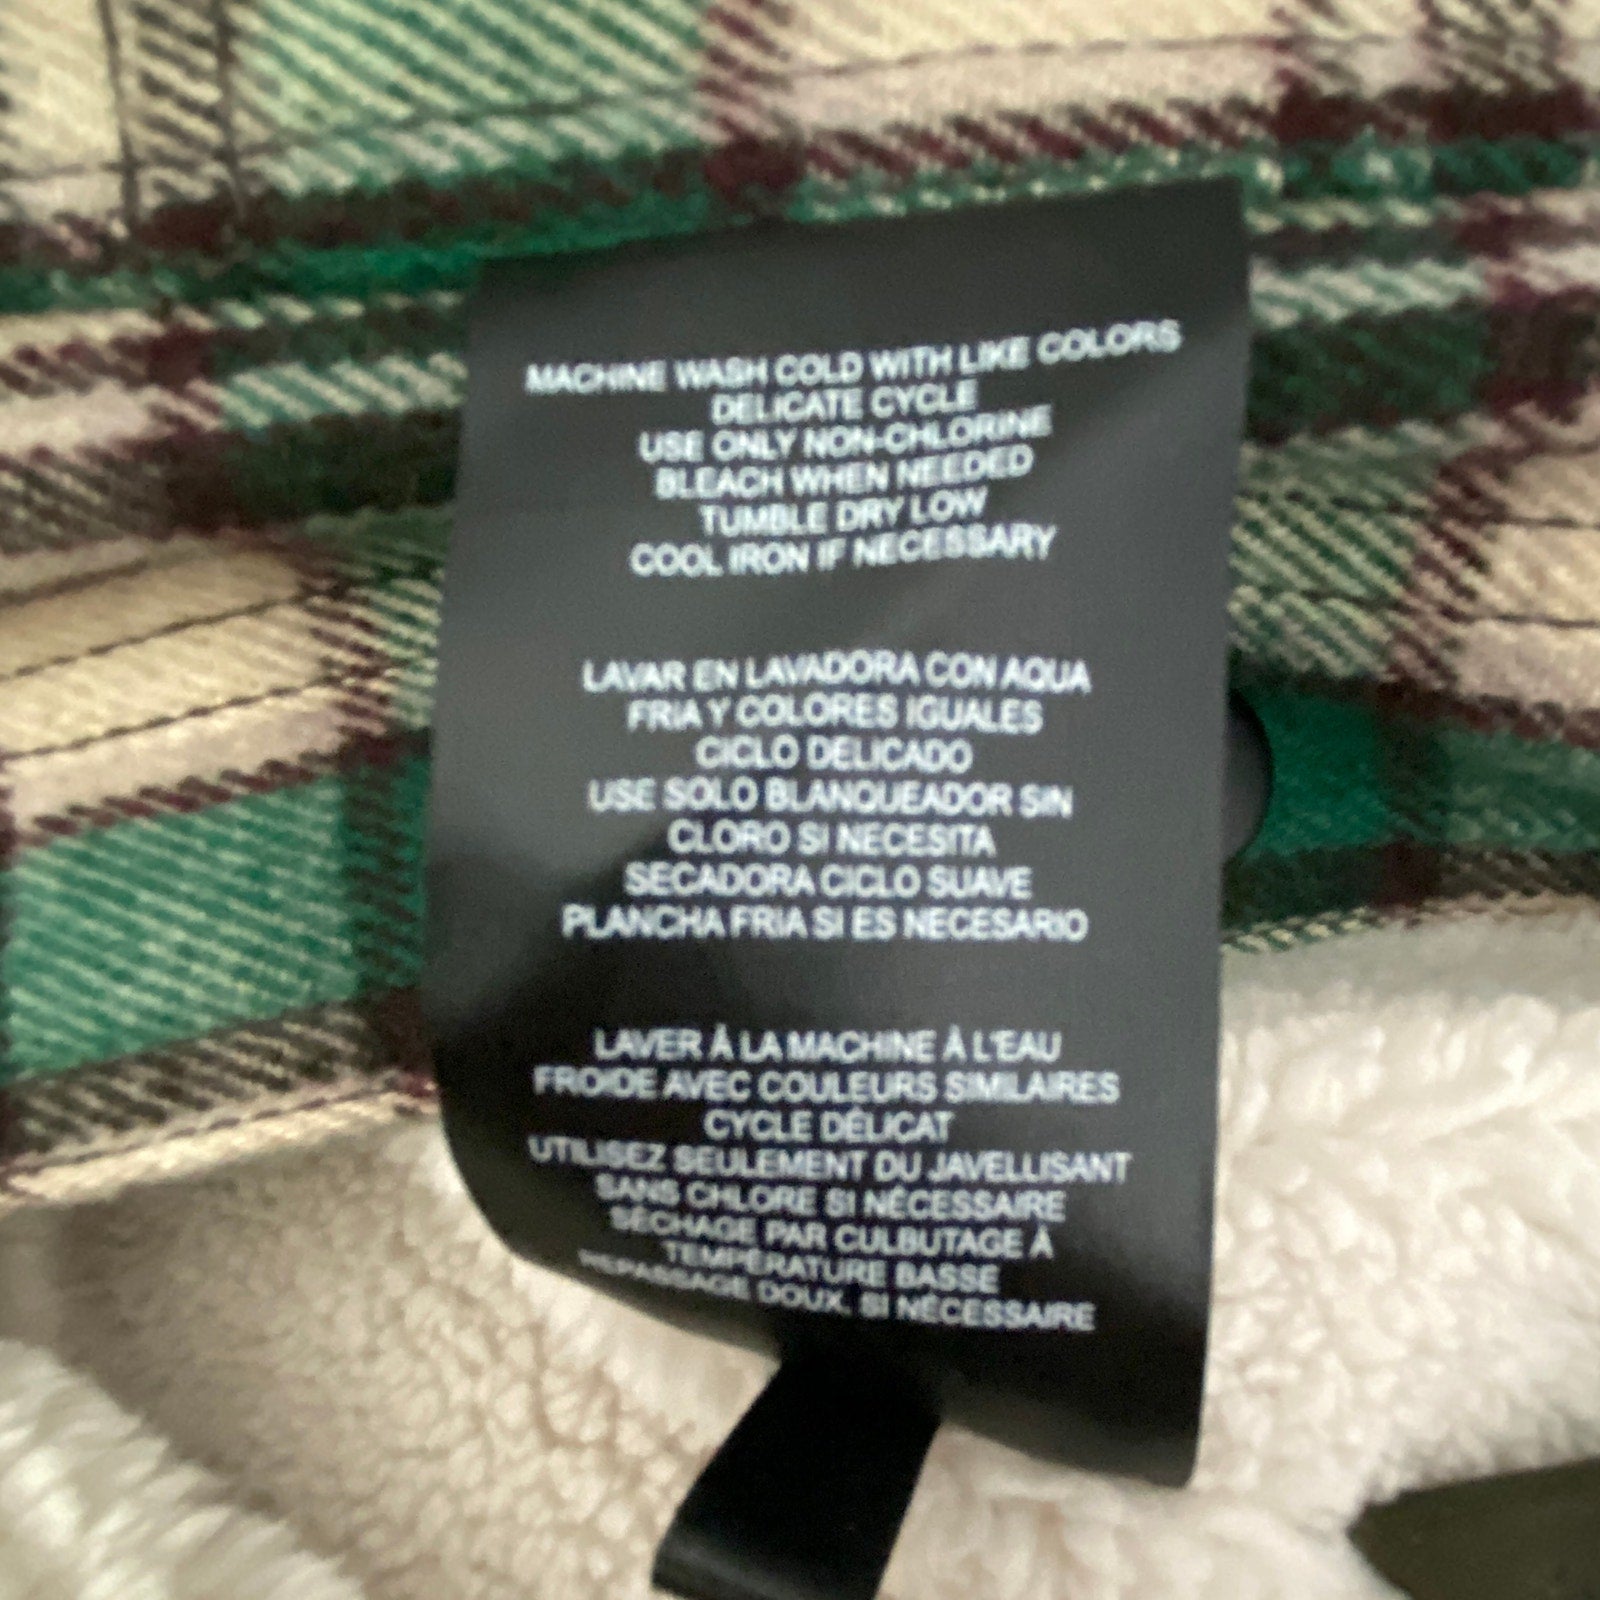 MACHINE WASH COLD WITH LIKE COLORS
DELICATE CYCLE
USE ONLY NON-CHLORINE
BLEACH WHEN NEEDED
TUMBLE DRY LOW
COOL IRON IF NECESSARY
LAVAR EN LAVADORA CON AQUA
FRIA Y COLORES IGUALES
CICLO DELICADO
USE SOLO BLANQUEADOR SIN
CLORO SI NECESITA
SECADORA CICLO SUAVE
PLANCHA FRIA SI ES NECESARIO
LAVER À LA MACHINE À L'EAU
FROIDE AVEC COULEURS SIMILAIRES
CYCLE DÉLICAT
UTILISEZ SEULEMENT DU JAVELLISANT
SANS CHLORE SI NÉCESSAIRE
SÉCHAGE PAR CULBUTAGE À
TEMPÉRATURE BASSE
REPASSAGE DOUX, SI NÉCESSAIRE